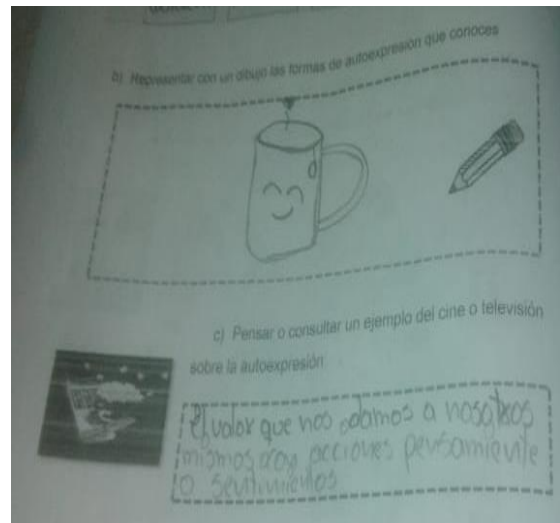 b) Representar con un dibujo las formas de autoexpresión que conoces
c) Pensar o consultar un ejemplo del cine o televisión
sobre la autoexpresión
El valor que nos damos a nosotros
mismos con acciones pensamiente
o sentimientos